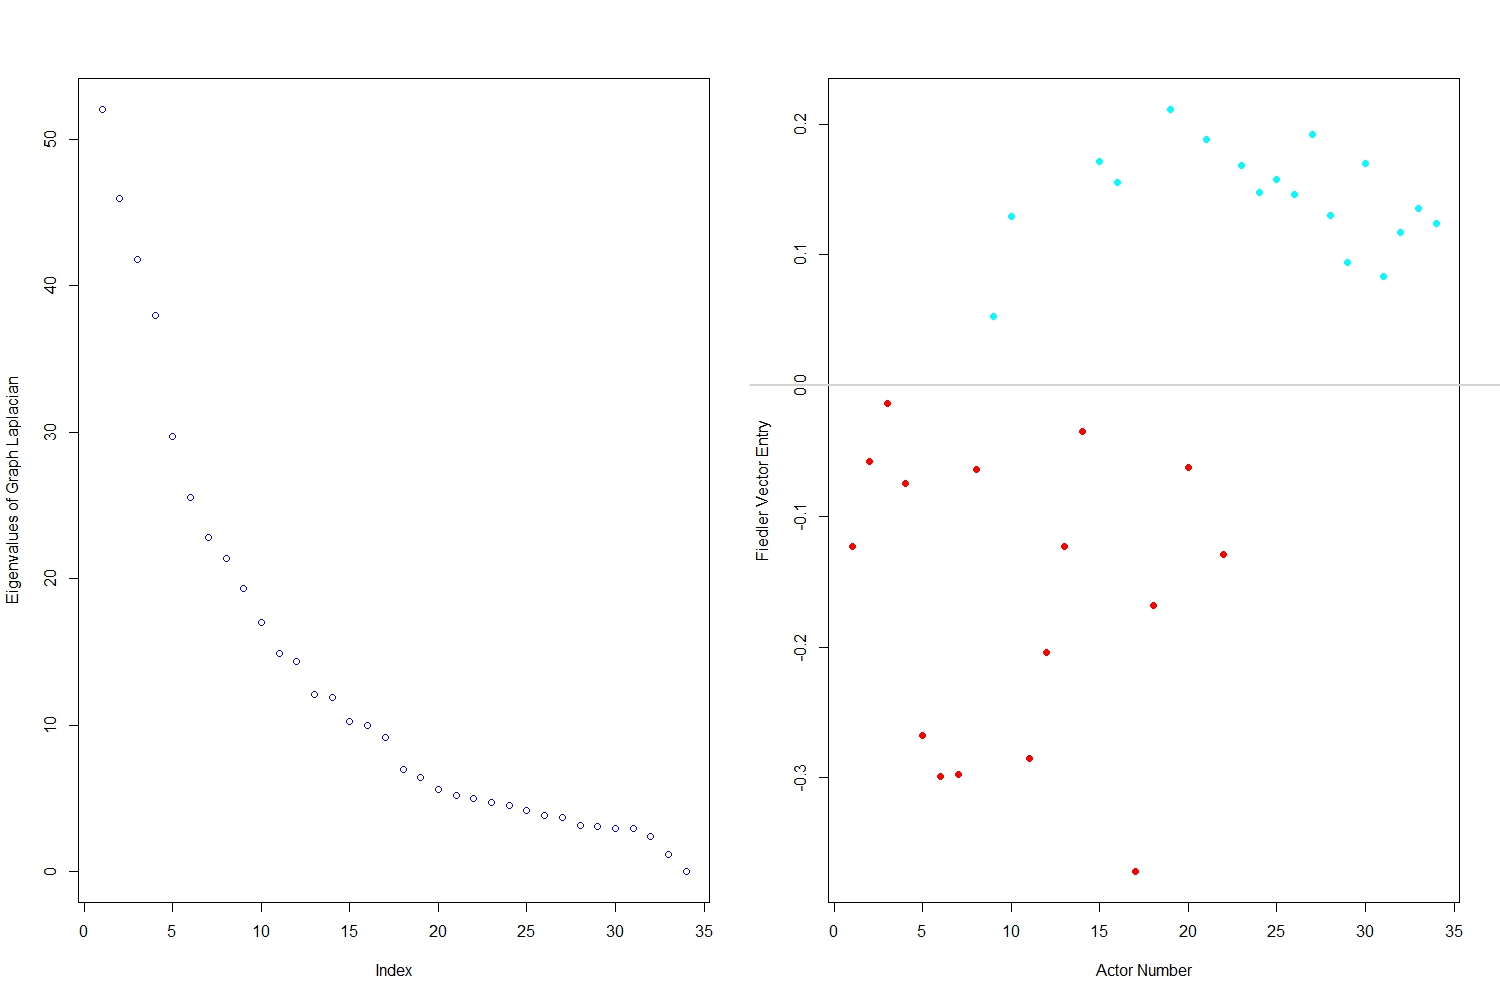 Eigenvalues of Graph Laplacian
50
40
30
20
10
0
0 5 10 15 20 25 30 35
Index
Fiedler Vector Entry
0.2
0.1
0.0
-0.1
-0.2
-0.3
0 5 10 15 20 25 30 35
Actor Number